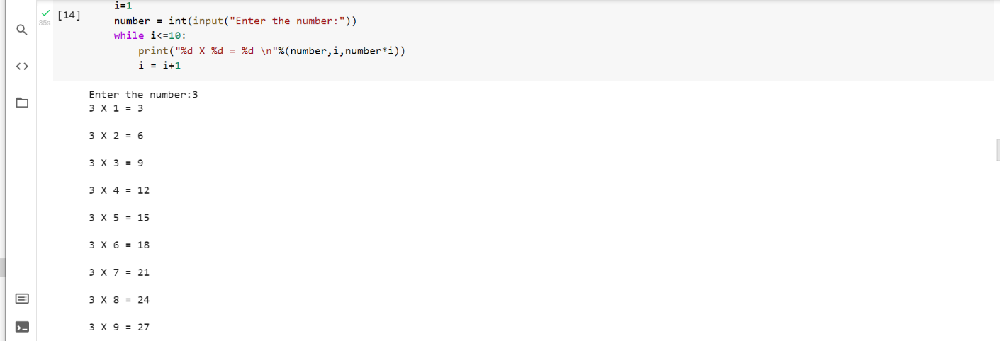 i=1
[14]
35s
number = int(input("Enter the number:"))
while i<=10:
print("%d X %d = %d \n"%(number,i,number*i))
i = i+1
Enter the number:3
3 X 1 = 3
3 X 2 = 6
3 X 3 = 9
3 X 4 = 12
3 X 5 = 15
3 X 6 = 18
3 X 7 = 21
3 X 8 = 24
3 X 9 = 27